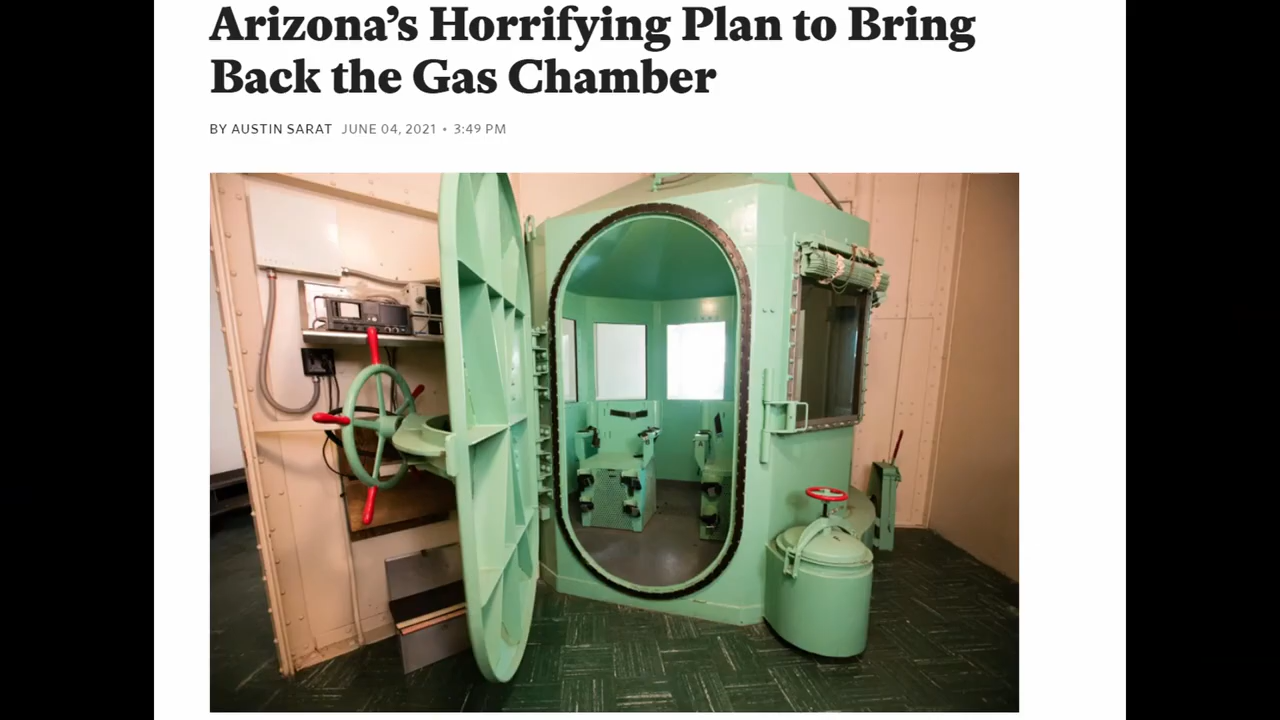 Arizona’s Horrifying Plan to Bring
Back the Gas Chamber
BY AUSTIN SARAT JUNE 04, 2021 • 3:49 PM